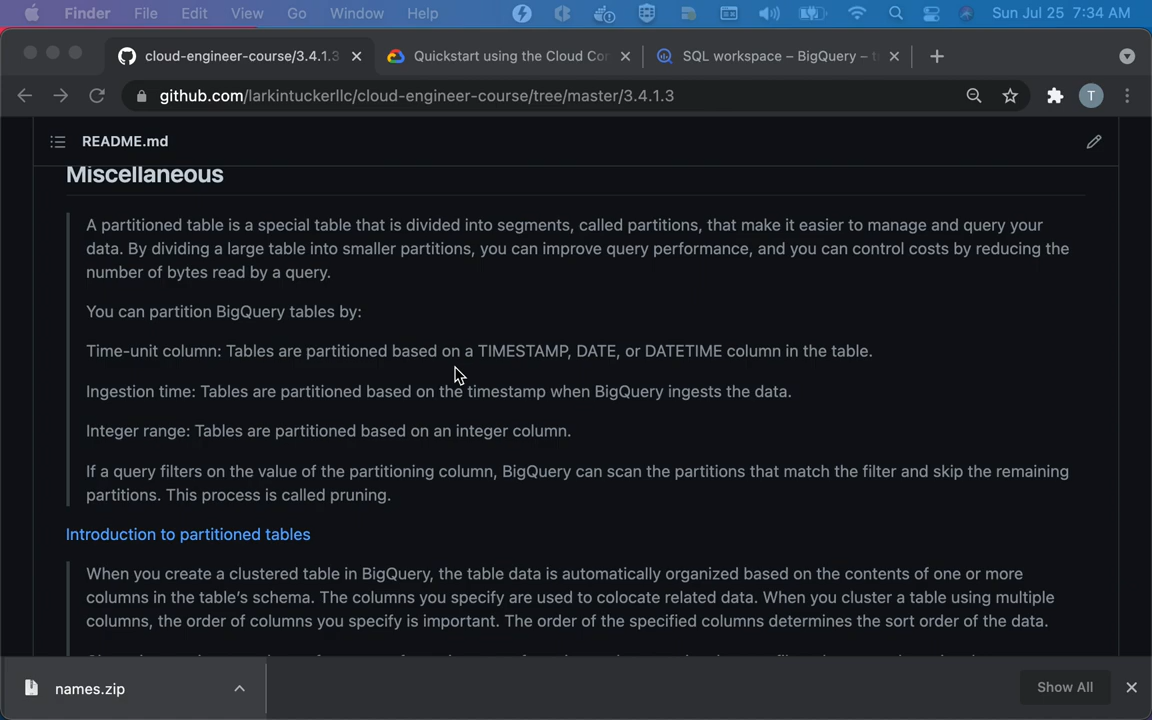 Finder File Edit View Go Window Help Sun Jul 25 7:34 AM
cloud-engineer-course/3.4.1.3 Quickstart using the Cloud Con SQL workspace – BigQuery –
github.com/larkintuckerllc/cloud-engineer-course/tree/master/3.4.1.3 T
README.md
Miscellaneous
A partitioned table is a special table that is divided into segments, called partitions, that make it easier to manage and query your
data. By dividing a large table into smaller partitions, you can improve query performance, and you can control costs by reducing the
number of bytes read by a query.
You can partition BigQuery tables by:
Time-unit column: Tables are partitioned based on a TIMESTAMP, DATE, or DATETIME column in the table.
Ingestion time: Tables are partitioned based on the timestamp when BigQuery ingests the data.
Integer range: Tables are partitioned based on an integer column.
If a query filters on the value of the partitioning column, BigQuery can scan the partitions that match the filter and skip the remaining
partitions. This process is called pruning.
Introduction to partitioned tables
When you create a clustered table in BigQuery, the table data is automatically organized based on the contents of one or more
columns in the table's schema. The columns you specify are used to colocate related data. When you cluster a table using multiple
columns, the order of columns you specify is important. The order of the specified columns determines the sort order of the data.
names.zip Show All